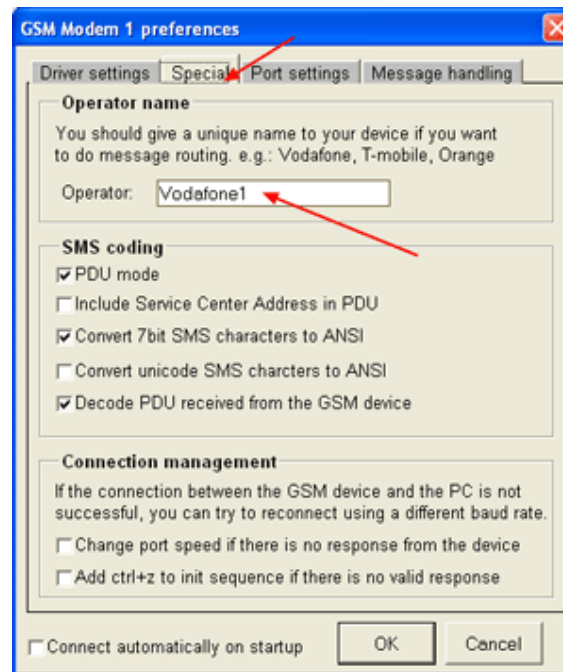 GSM Modem 1 preferences
Driver settings Special Port settings Message handling
Operator name
You should give a unique name to your device if you want
to do message routing. e.g.: Vodafone, T-mobile, Orange
Operator: Vodafone1
SMS coding
PDU mode
Include Service Center Address in PDU
Convert 7bit SMS characters to ANSI
Convert unicode SMS charcters to ANSI
Decode PDU received from the GSM device
Connection management
If the connection between the GSM device and the PC is not
successful, you can try to reconnect using a different baud rate.
Change port speed if there is no response from the device
Add ctrl+z to init sequence if there is no valid response
Connect automatically on startup OK Cancel